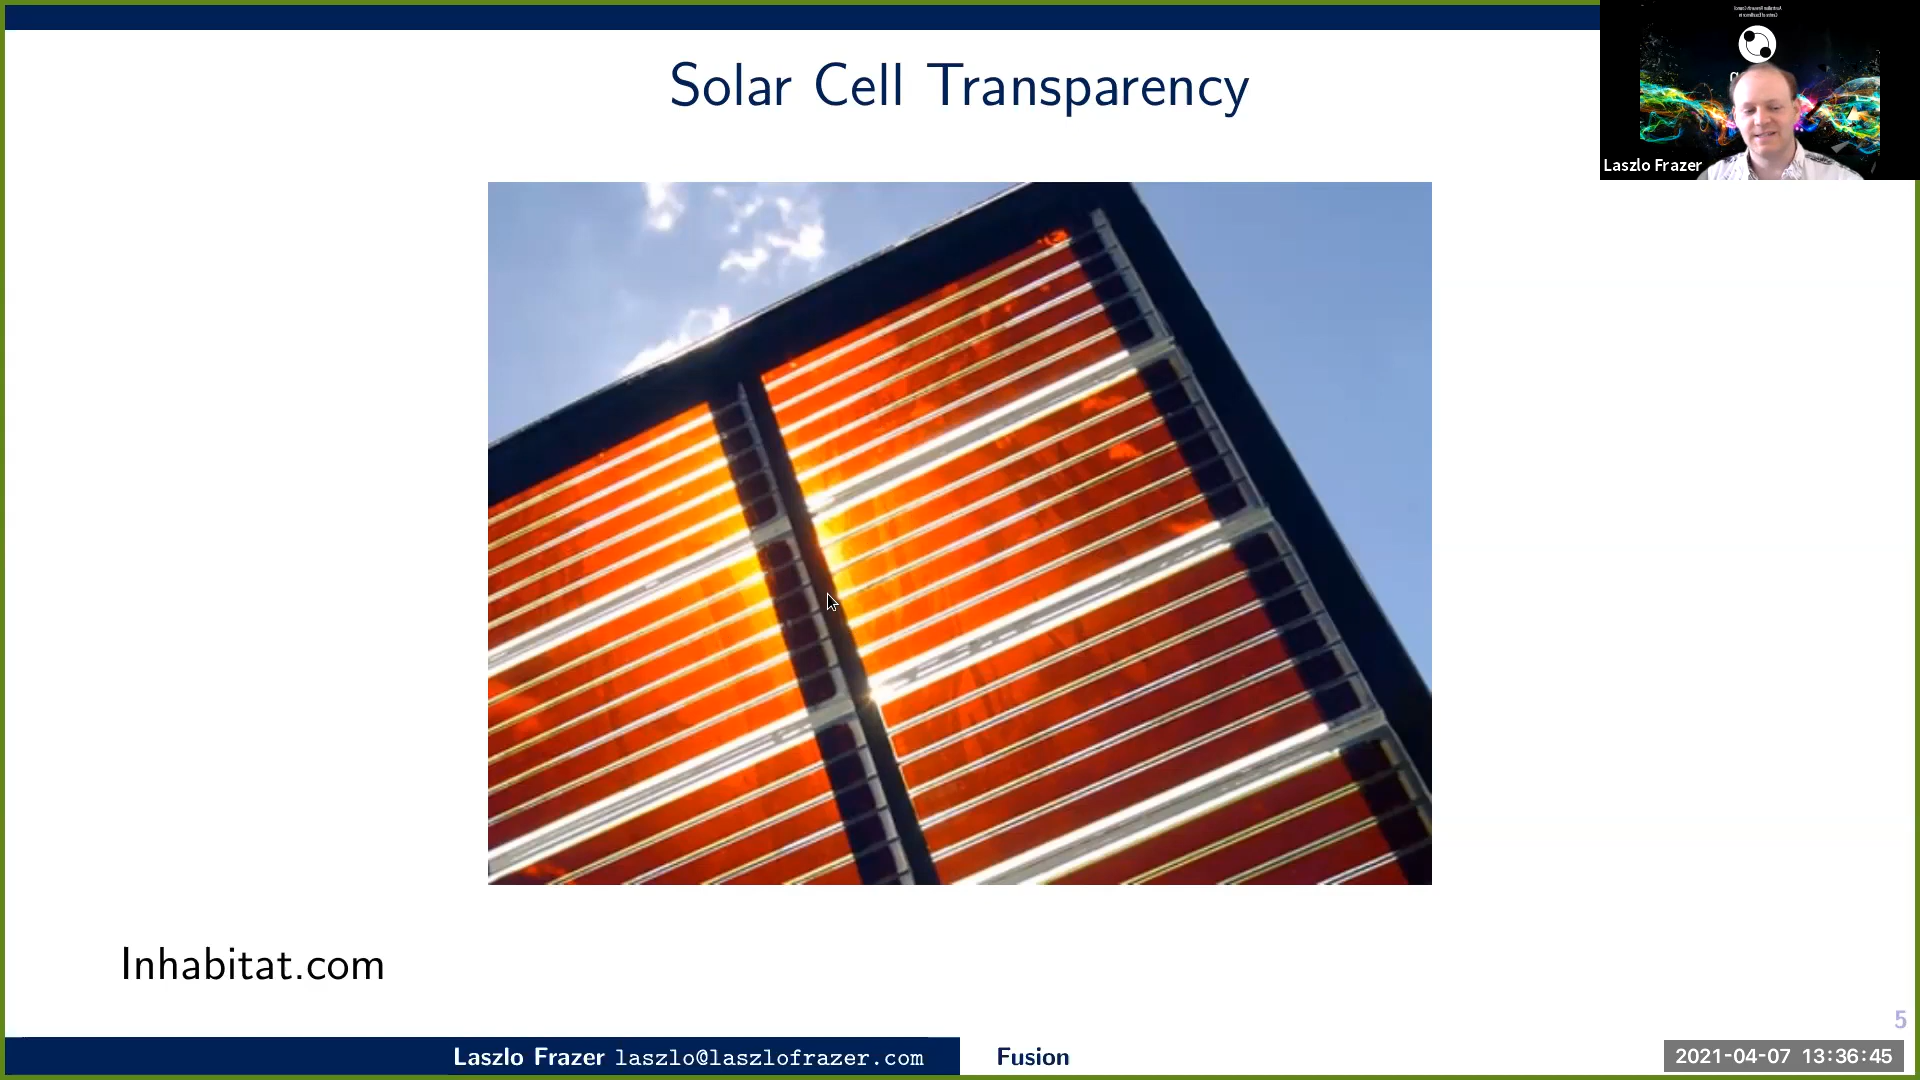 Solar Cell Transparency
Laszlo Frazer
Inhabitat.com
5
Laszlo Frazer laszlo@laszlofrazer.com Fusion
2021-04-07 13:36:45